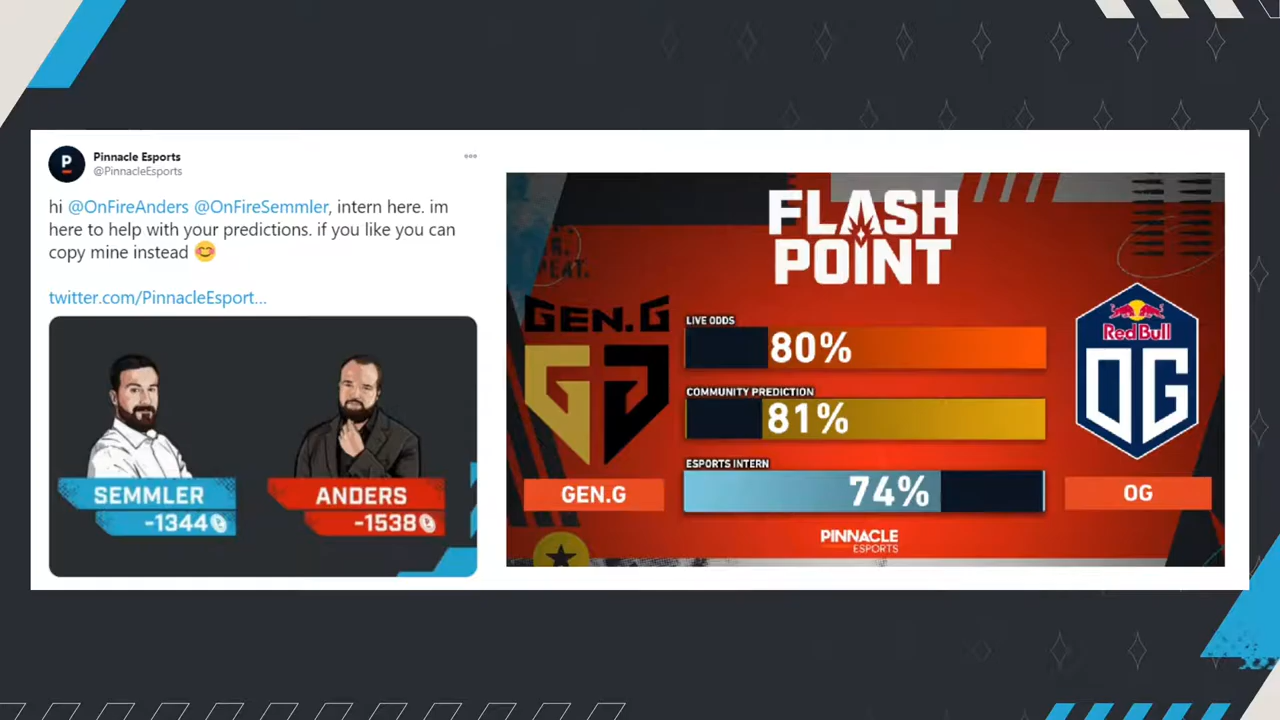 Pinnacle Esports
@PinnacleEsports
hi @OnFireAnders @OnFireSemmler, intern here. im
here to help with your predictions. if you like you can
copy mine instead 😊
twitter.com/PinnacleEsport...
SEMMLER
-1344
ANDERS
-1538
FLASH
POINT
GEN.G
GEN.G
LIVE ODDS
80%
COMMUNITY PREDICTION
81%
ESPORTS INTERN
74%
Red Bull
OG
OG
PINNACLE
ESPORTS